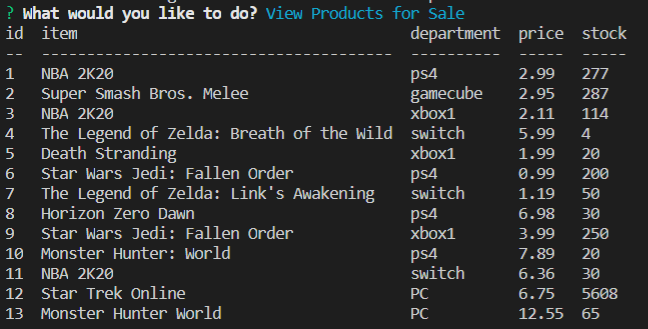 ? What would you like to do? View Products for Sale
id  item                                     department  price  stock
--  ---------------------------------------  ----------  -----  -----
1   NBA 2K20                                 ps4         2.99   277
2   Super Smash Bros. Melee                  gamecube    2.95   287
3   NBA 2K20                                 xbox1       2.11   114
4   The Legend of Zelda: Breath of the Wild  switch      5.99   4
5   Death Stranding                          xbox1       1.99   20
6   Star Wars Jedi: Fallen Order             ps4         0.99   200
7   The Legend of Zelda: Link's Awakening    switch      1.19   50
8   Horizon Zero Dawn                        ps4         6.98   30
9   Star Wars Jedi: Fallen Order             xbox1       3.99   250
10  Monster Hunter: World                    ps4         7.89   20
11  NBA 2K20                                 switch      6.36   30
12  Star Trek Online                         PC          6.75   5608
13  Monster Hunter World                     PC          12.55  65